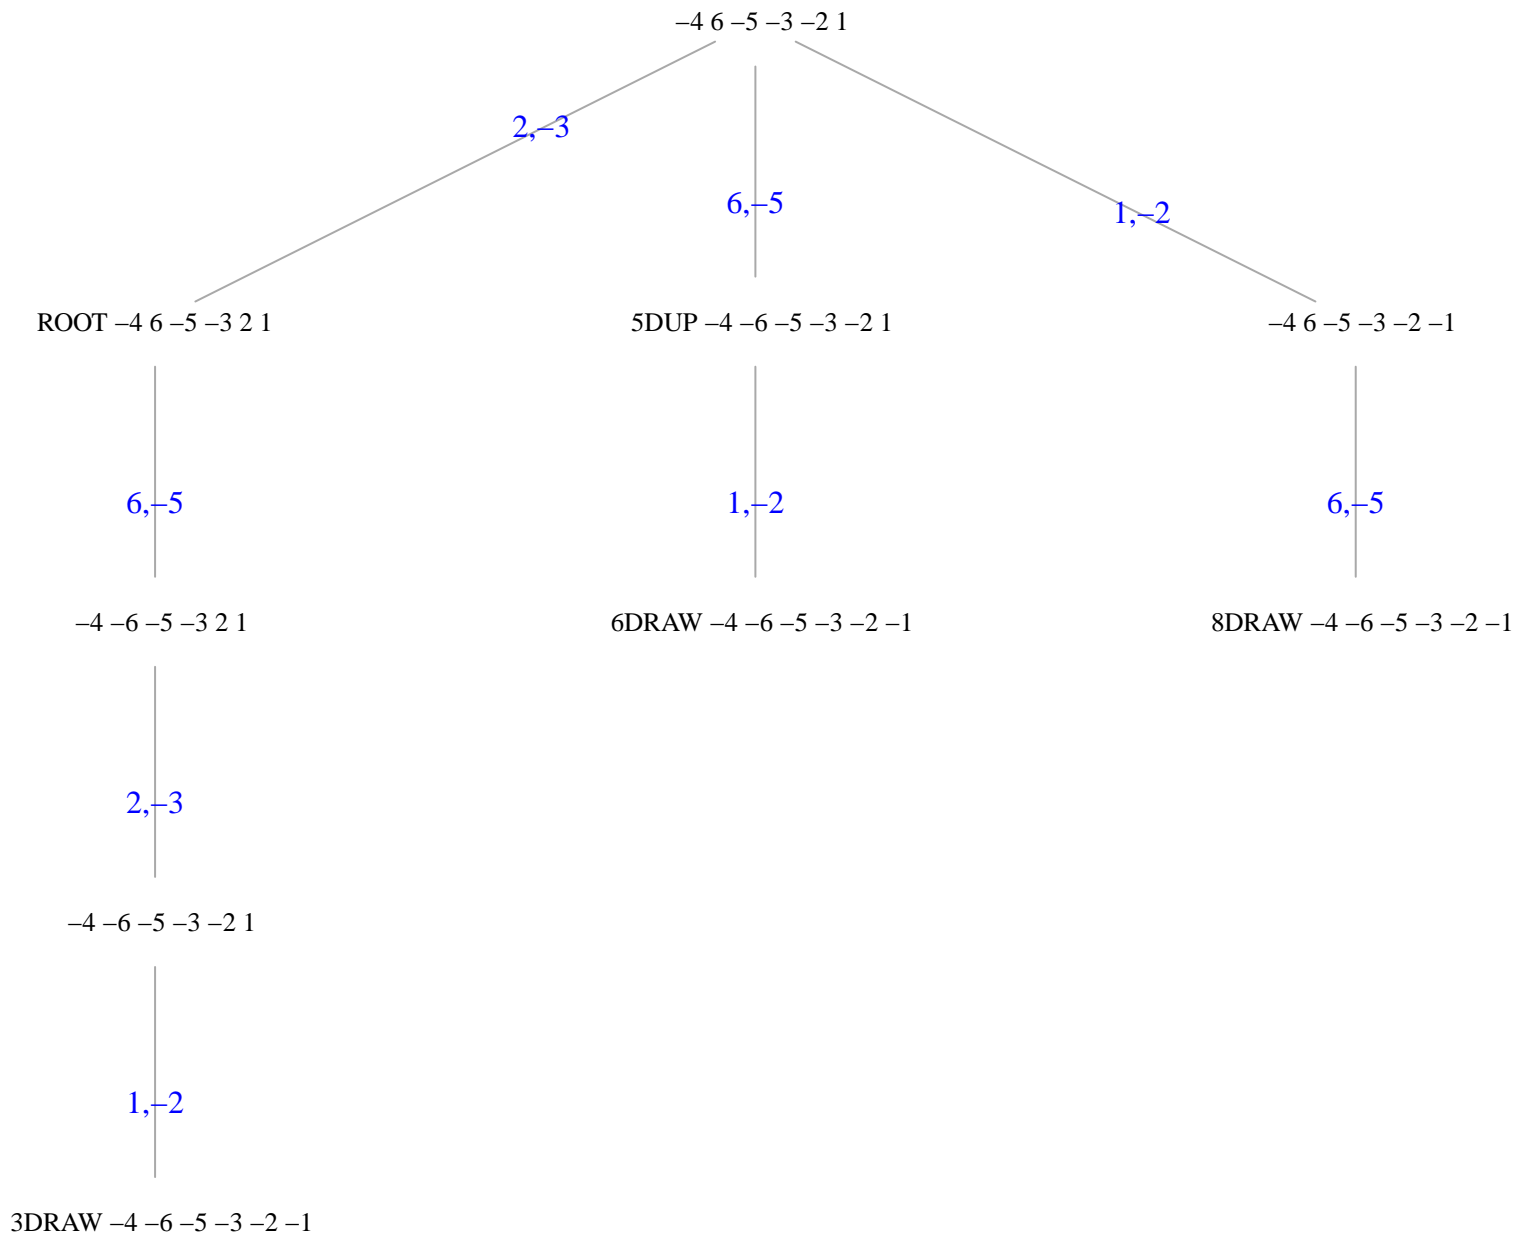 –4 6 –5 –3 –2 1
2,–3
6,–5
1,–2
ROOT –4 6 –5 –3 2 1
5DUP –4 –6 –5 –3 –2 1
–4 6 –5 –3 –2 –1
6,–5
1,–2
6,–5
–4 –6 –5 –3 2 1
6DRAW –4 –6 –5 –3 –2 –1
8DRAW –4 –6 –5 –3 –2 –1
2,–3
–4 –6 –5 –3 –2 1
1,–2
3DRAW –4 –6 –5 –3 –2 –1